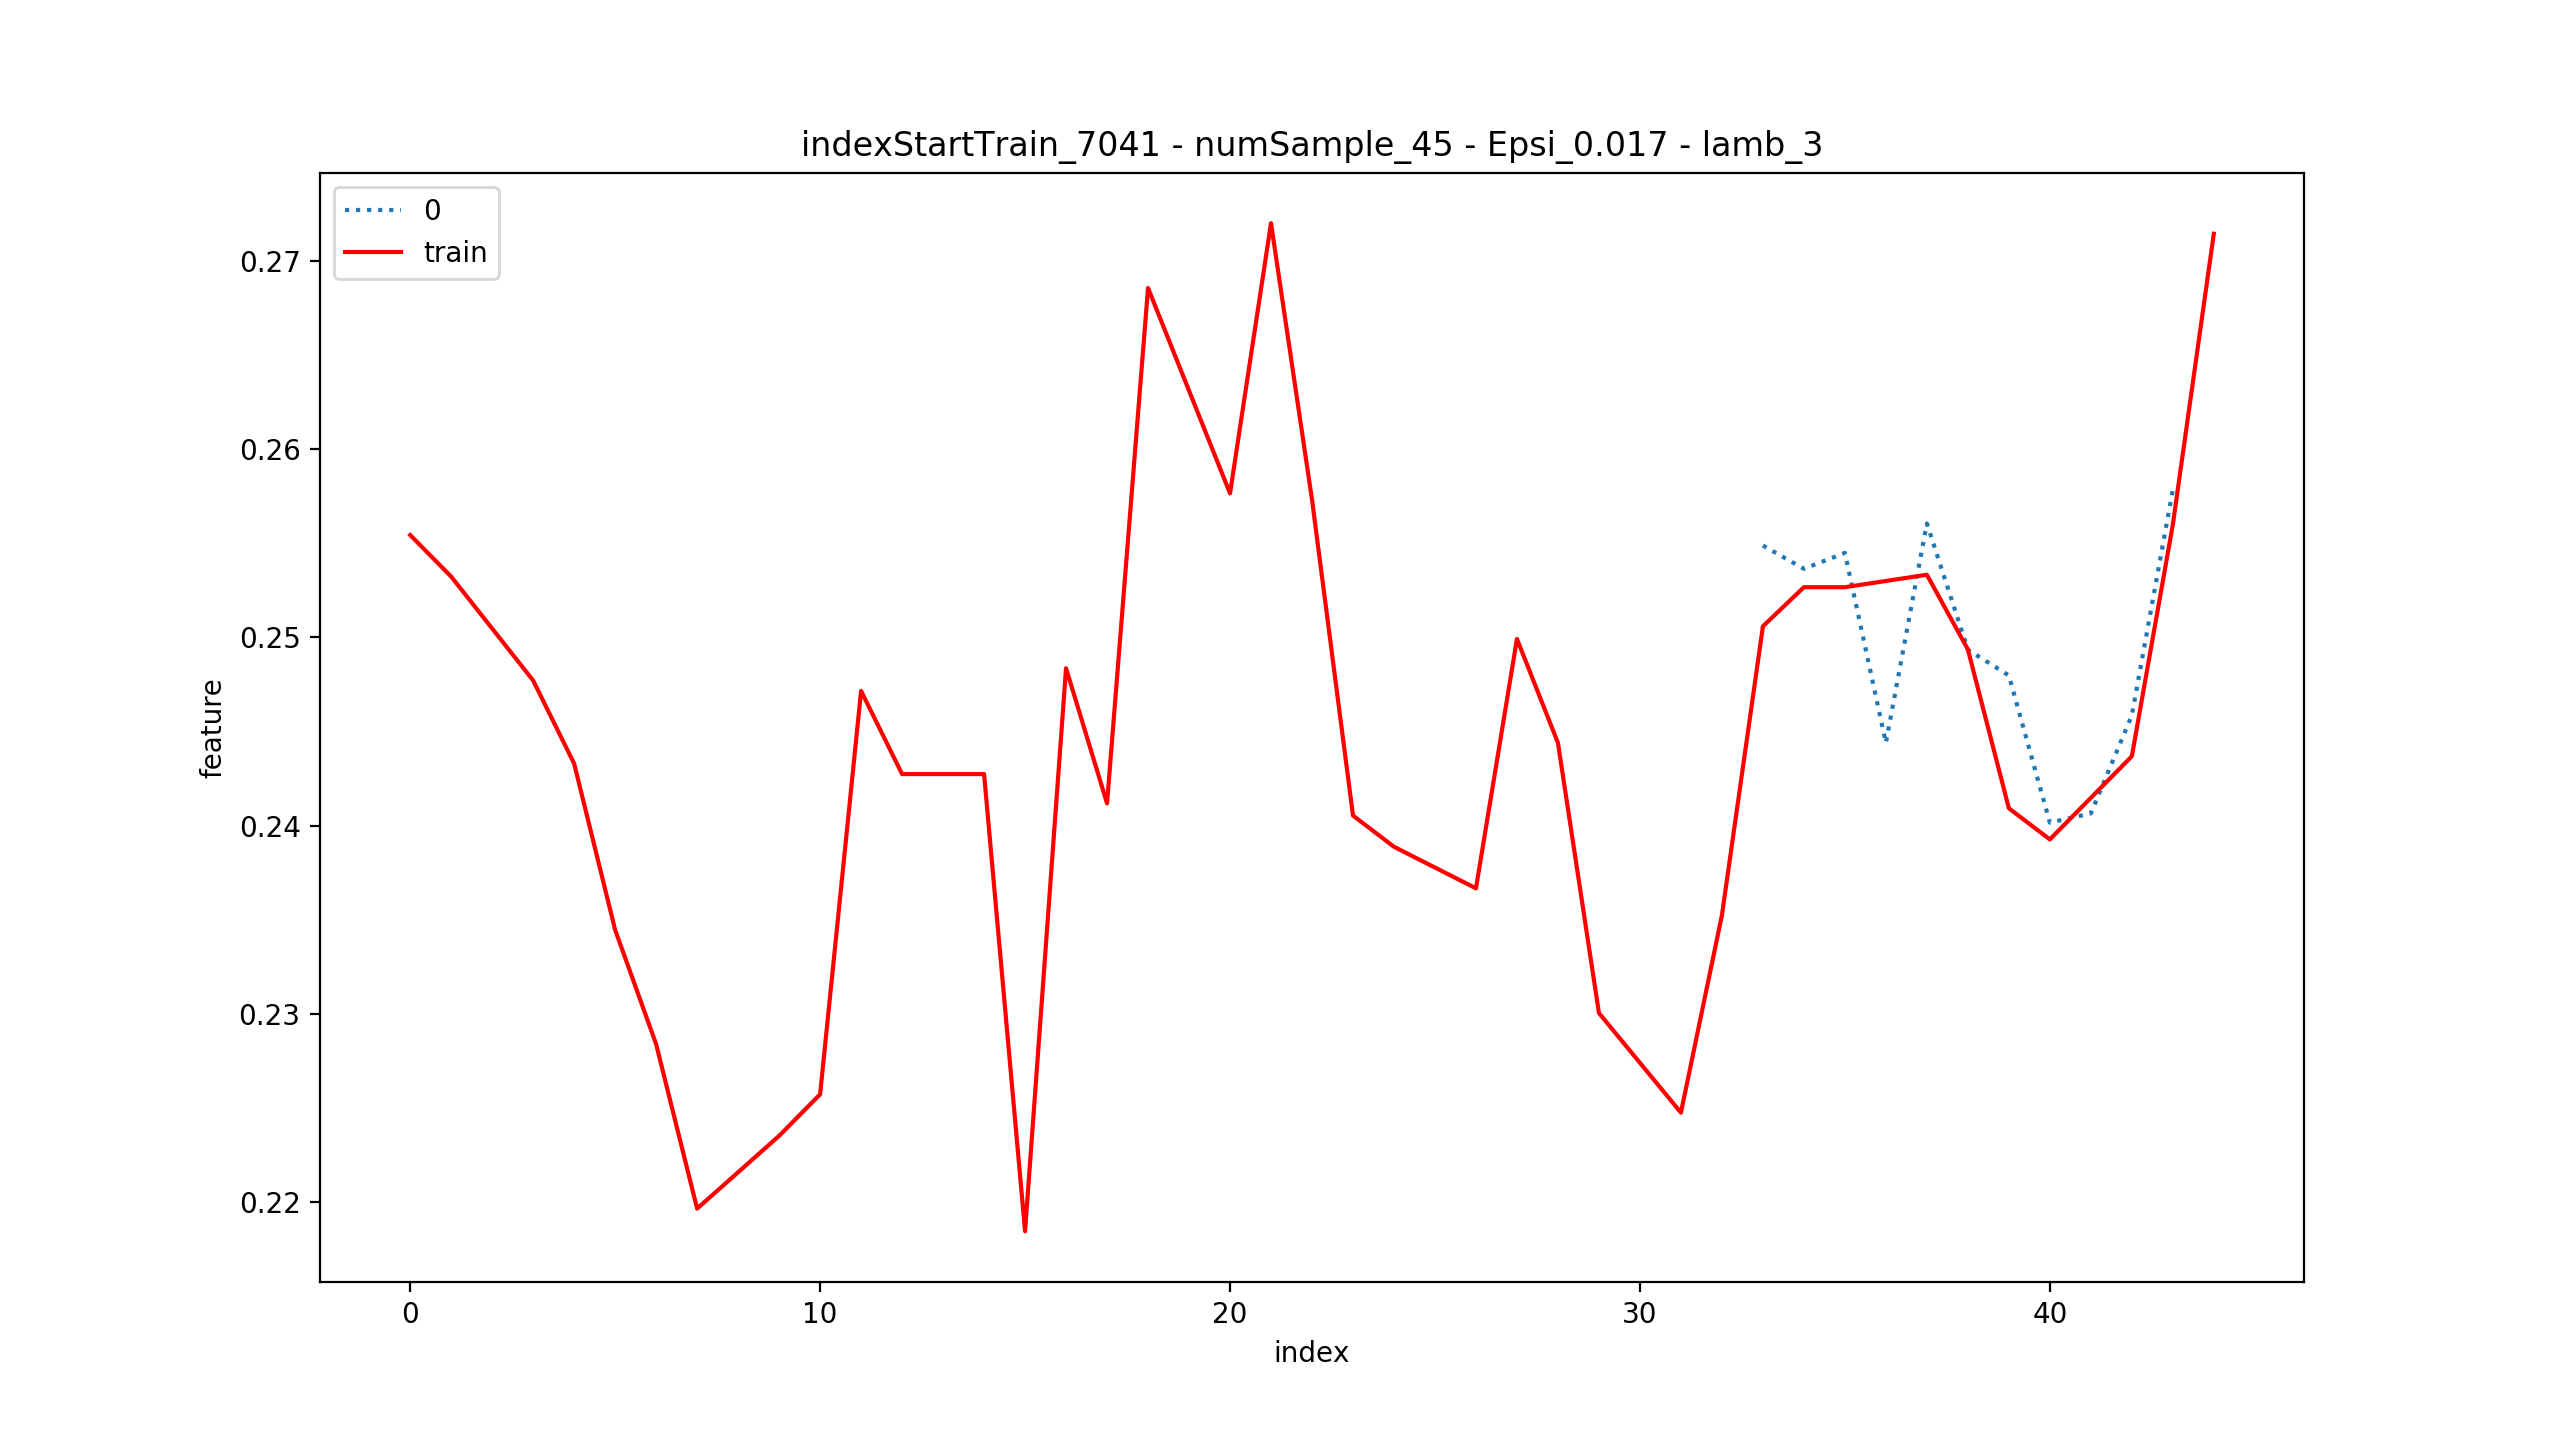 indexStartTrain_7041 - numSample_45 - Epsi_0.017 - lamb_3
0
train
0.27
0.26
0.25
0.24
0.23
0.22
feature
0 10 20 30 40
index